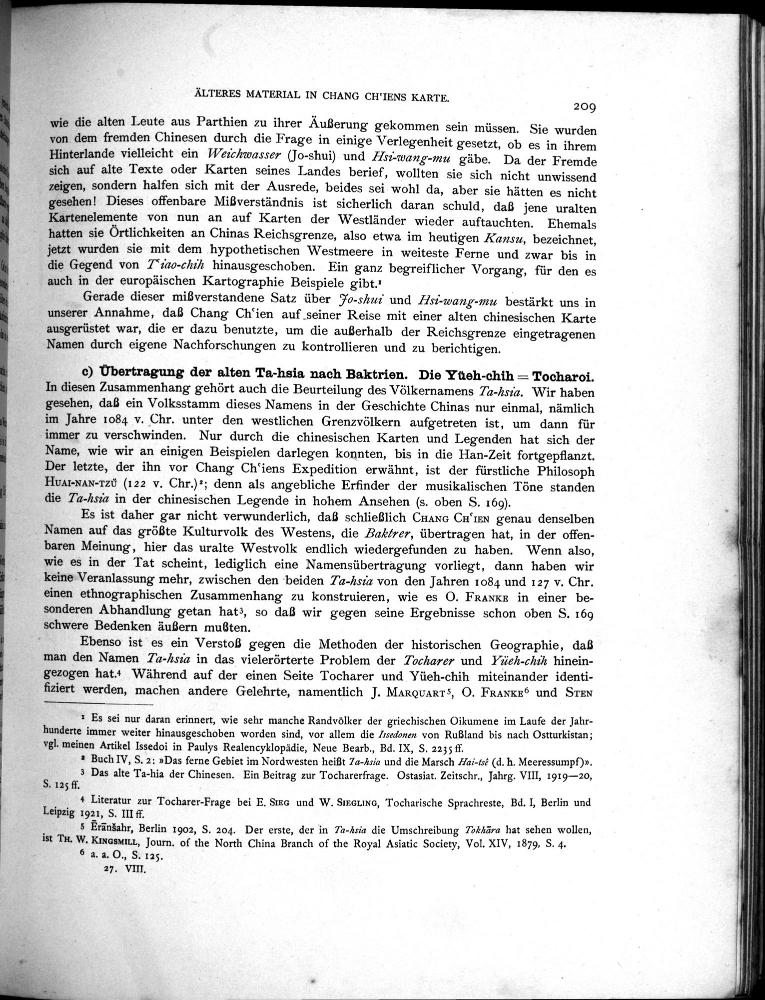 ÄLTERES MATERIAL IN CHANG CHʻIENS KARTE.
209
wie die alten Leute aus Parthien zu ihrer Äußerung gekommen sein müssen. Sie wurden
von dem fremden Chinesen durch die Frage in einige Verlegenheit gesetzt, ob es in ihrem
Hinterlande vielleicht ein Weichwasser (Jo-shui) und Hsi-wang-mu gäbe. Da der Fremde
sich auf alte Texte oder Karten seines Landes berief, wollten sie sich nicht unwissend
zeigen, sondern halfen sich mit der Ausrede, beides sei wohl da, aber sie hätten es nicht
gesehen! Dieses offenbare Mißverständnis ist sicherlich daran schuld, daß jene uralten
Kartenelemente von nun an auf Karten der Westländer wieder auftauchten. Ehemals
hatten sie Örtlichkeiten an Chinas Reichsgrenze, also etwa im heutigen Kansu, bezeichnet,
jetzt wurden sie mit dem hypothetischen Westmeere in weiteste Ferne und zwar bis in
die Gegend von Tʻiao-chih hinausgeschoben. Ein ganz begreiflicher Vorgang, für den es
auch in der europäischen Kartographie Beispiele gibt.¹
Gerade dieser mißverstandene Satz über Jo-shui und Hsi-wang-mu bestärkt uns in
unserer Annahme, daß Chang Chʻien auf seiner Reise mit einer alten chinesischen Karte
ausgerüstet war, die er dazu benutzte, um die außerhalb der Reichsgrenze eingetragenen
Namen durch eigene Nachforschungen zu kontrollieren und zu berichtigen.
c) Übertragung der alten Ta-hsia nach Baktrien. Die Yüeh-chih = Tocharoi.
In diesen Zusammenhang gehört auch die Beurteilung des Völkernamens Ta-hsia. Wir haben
gesehen, daß ein Volksstamm dieses Namens in der Geschichte Chinas nur einmal, nämlich
im Jahre 1084 v. Chr. unter den westlichen Grenzvölkern aufgetreten ist, um dann für
immer zu verschwinden. Nur durch die chinesischen Karten und Legenden hat sich der
Name, wie wir an einigen Beispielen darlegen konnten, bis in die Han-Zeit fortgepflanzt.
Der letzte, der ihn vor Chang Chʻiens Expedition erwähnt, ist der fürstliche Philosoph
HUAI-NAN-TZŬ (122 v. Chr.)²; denn als angebliche Erfinder der musikalischen Töne standen
die Ta-hsia in der chinesischen Legende in hohem Ansehen (s. oben S. 169).
Es ist daher gar nicht verwunderlich, daß schließlich CHANG CHʻIEN genau denselben
Namen auf das größte Kulturvolk des Westens, die Baktrer, übertragen hat, in der offen-
baren Meinung, hier das uralte Westvolk endlich wiedergefunden zu haben. Wenn also,
wie es in der Tat scheint, lediglich eine Namensübertragung vorliegt, dann haben wir
keine Veranlassung mehr, zwischen den beiden Ta-hsia von den Jahren 1084 und 127 v. Chr.
einen ethnographischen Zusammenhang zu konstruieren, wie es O. FRANKE in einer be-
sonderen Abhandlung getan hat³, so daß wir gegen seine Ergebnisse schon oben S. 169
schwere Bedenken äußern mußten.
Ebenso ist es ein Verstoß gegen die Methoden der historischen Geographie, daß
man den Namen Ta-hsia in das vielerörterte Problem der Tocharer und Yüeh-chih hinein-
gezogen hat.⁴ Während auf der einen Seite Tocharer und Yüeh-chih miteinander identi-
fiziert werden, machen andere Gelehrte, namentlich J. MARQUART⁵, O. FRANKE⁶ und STEN
¹ Es sei nur daran erinnert, wie sehr manche Randvölker der griechischen Oikumene im Laufe der Jahr-
hunderte immer weiter hinausgeschoben worden sind, vor allem die Issedonen von Rußland bis nach Ostturkistan;
vgl. meinen Artikel Issedoi in Paulys Realencyklopädie, Neue Bearb., Bd. IX, S. 2235 ff.
² Buch IV, S. 2: »Das ferne Gebiet im Nordwesten heißt Ta-hsia und die Marsch Hai-tsê (d. h. Meeressumpf)».
³ Das alte Ta-hia der Chinesen. Ein Beitrag zur Tocharerfrage. Ostasiat. Zeitschr., Jahrg. VIII, 1919—20,
S. 125 ff.
⁴ Literatur zur Tocharer-Frage bei E. SIEG und W. SIEGLING, Tocharische Sprachreste, Bd. I, Berlin und
Leipzig 1921, S. III ff.
⁵ Ērānšahr, Berlin 1902, S. 204. Der erste, der in Ta-hsia die Umschreibung Tokhāra hat sehen wollen,
ist TH. W. KINGSMILL, Journ. of the North China Branch of the Royal Asiatic Society, Vol. XIV, 1879, S. 4.
⁶ a. a. O., S. 125.
27. VIII.